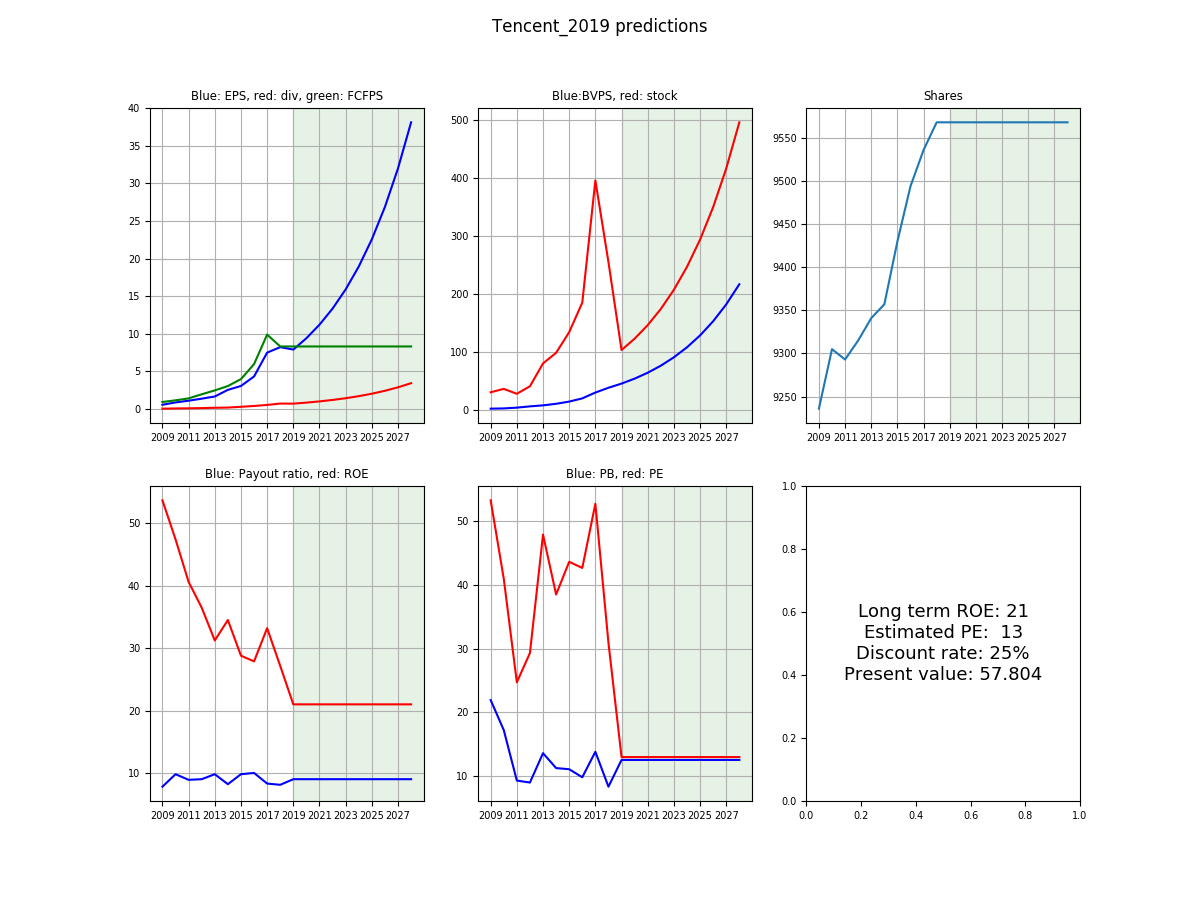 Tencent_2019 predictions
Blue: EPS, red: div, green: FCFPS
40
35
30
25
20
15
10
5
0
2009 2011 2013 2015 2017 2019 2021 2023 2025 2027
Blue:BVPS, red: stock
500
400
300
200
100
0
2009 2011 2013 2015 2017 2019 2021 2023 2025 2027
Shares
9550
9500
9450
9400
9350
9300
9250
2009 2011 2013 2015 2017 2019 2021 2023 2025 2027
Blue: Payout ratio, red: ROE
50
40
30
20
10
2009 2011 2013 2015 2017 2019 2021 2023 2025 2027
Blue: PB, red: PE
50
40
30
20
10
2009 2011 2013 2015 2017 2019 2021 2023 2025 2027
1.0
0.8
0.6
0.4
0.2
0.0
Long term ROE: 21
Estimated PE:  13
Discount rate: 25%
Present value: 57.804
0.0 0.2 0.4 0.6 0.8 1.0